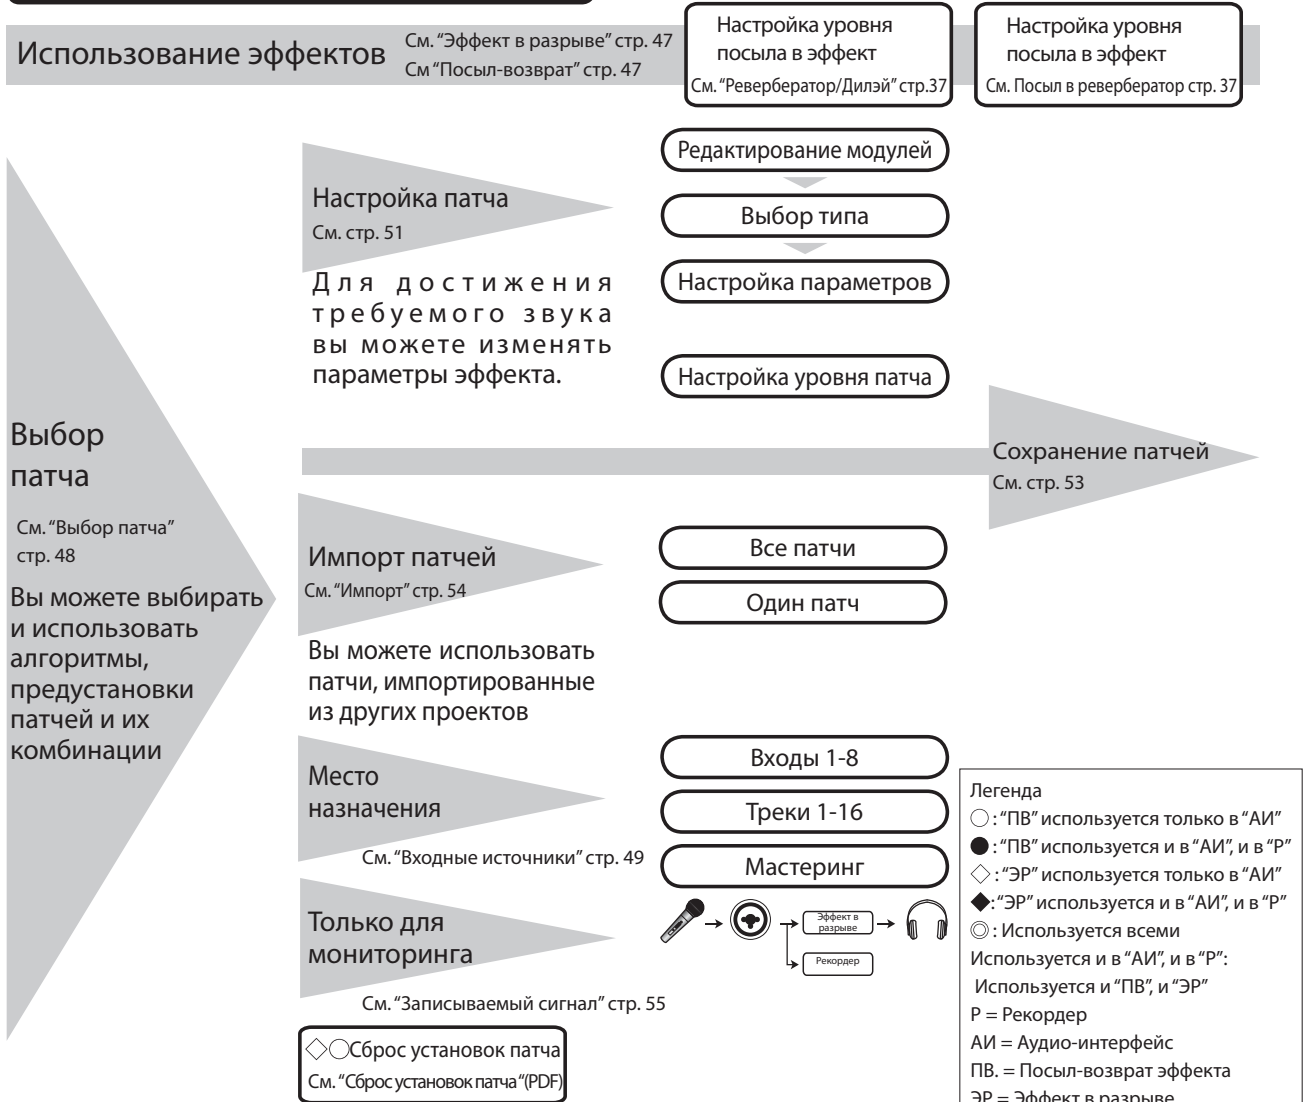 Использование эффектов
См. “Эффект в разрыве” стр. 47
См “Посыл-возврат” стр. 47
Настройка уровня
посыла в эффект
См. “Ревербератор/Дилэй” стр.37
Настройка уровня
посыла в эффект
См. Посыл в ревербератор стр. 37
Выбор
патча
См. “Выбор патча”
стр. 48
Вы можете выбирать
и использовать
алгоритмы,
предустановки
патчей и их
комбинации
Настройка патча
См. стр. 51
Для достижения
требуемого звука
вы можете изменять
параметры эффекта.
Редактирование модулей
Выбор типа
Настройка параметров
Настройка уровня патча
Сохранение патчей
См. стр. 53
Импорт патчей
См. “Импорт” стр. 54
Вы можете использовать
патчи, импортированные
из других проектов
Все патчи
Один патч
Место
назначения
См. “Входные источники” стр. 49
Входы 1-8
Треки 1-16
Мастеринг
Только для
мониторинга
См. “Записываемый сигнал” стр. 55
Эффект в
разрыве
Рекордер
◇○Сброс установок патча
См. “Сброс установок патча “(PDF)
Легенда
○ : “ПВ” используется только в “АИ”
● : “ПВ” используется и в “АИ”, и в “Р”
◇ : “ЭР” используется только в “АИ”
◆:“ЭР” используется и в “АИ”, и в “Р”
◎ : Используется всеми
Используется и в “АИ”, и в “Р”:
Используется и “ПВ”, и “ЭР”
Р = Рекордер
АИ = Аудио-интерфейс
ПВ. = Посыл-возврат эффекта
ЭР = Эффект в разрыве